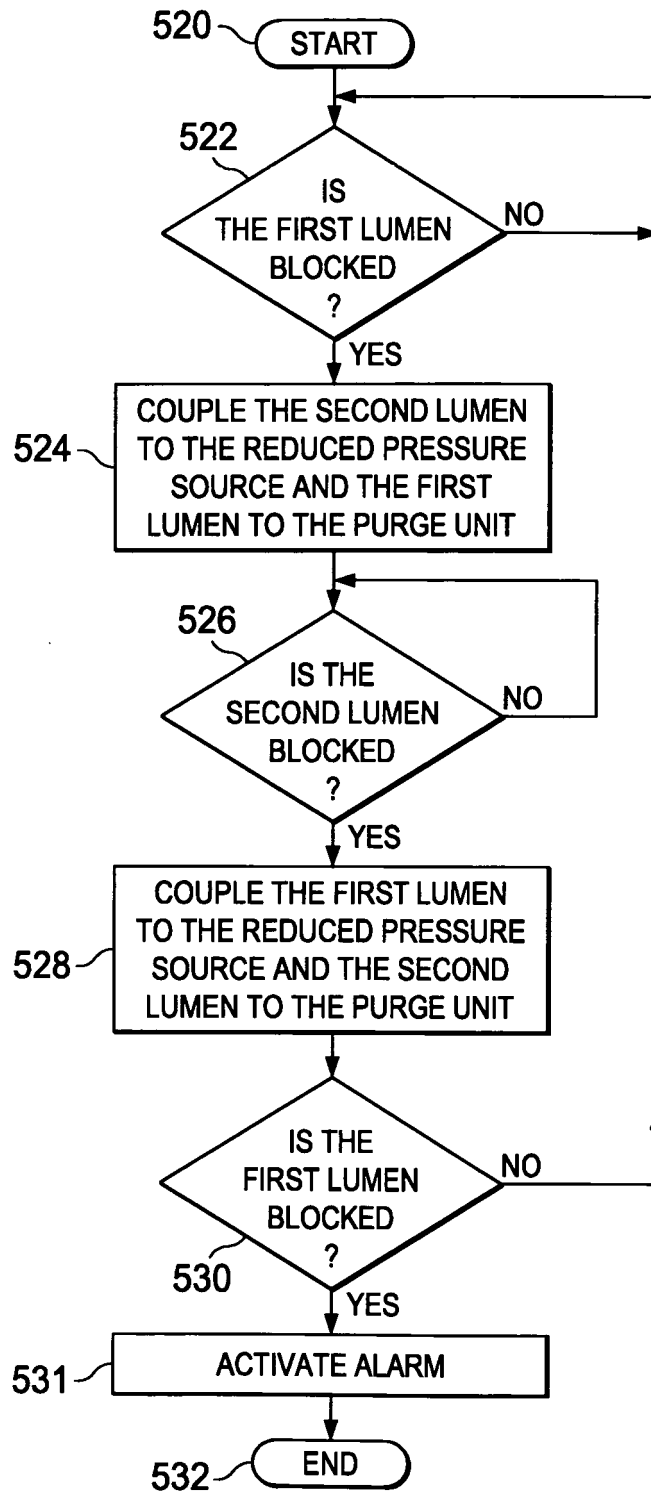 520
START
522
IS
THE FIRST LUMEN
BLOCKED
?
NO
YES
524
COUPLE THE SECOND LUMEN
TO THE REDUCED PRESSURE
SOURCE AND THE FIRST
LUMEN TO THE PURGE UNIT
526
IS THE
SECOND LUMEN
BLOCKED
?
NO
YES
528
COUPLE THE FIRST LUMEN
TO THE REDUCED PRESSURE
SOURCE AND THE SECOND
LUMEN TO THE PURGE UNIT
IS THE
FIRST LUMEN
BLOCKED
?
NO
530
YES
531
ACTIVATE ALARM
532
END